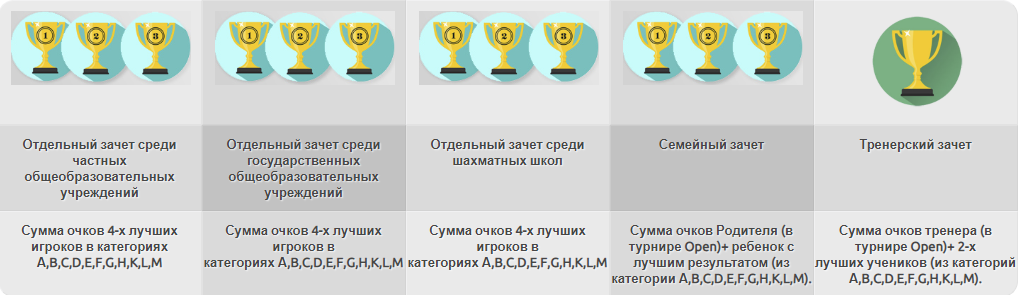 1 2 3
1 2 3
1 2 3
1 2 3
Отдельный зачет среди
частных
общеобразовательных
учреждений
Отдельный зачет среди
государственных
общеобразовательных
учреждений
Отдельный зачет среди
шахматных школ
Семейный зачет
Тренерский зачет
Сумма очков 4-х лучших
игроков в категориях
A,B,C,D,E,F,G,H,K,L,M
Сумма очков 4-х лучших
игроков в
категориях A,B,C,D,E,F,G,H,K,L,M
Сумма очков 4-х лучших
игроков в
категориях A,B,C,D,E,F,G,H,K,L,M
Сумма очков Родителя (в
турнире Open)+ ребенок с
лучшим результатом (из
категории A,B,C,D,E,F,G,H,K,L,M).
Сумма очков тренера (в
турнире Open)+ 2-х
лучших учеников (из категорий
A,B,C,D,E,F,G,H,K,L,M).